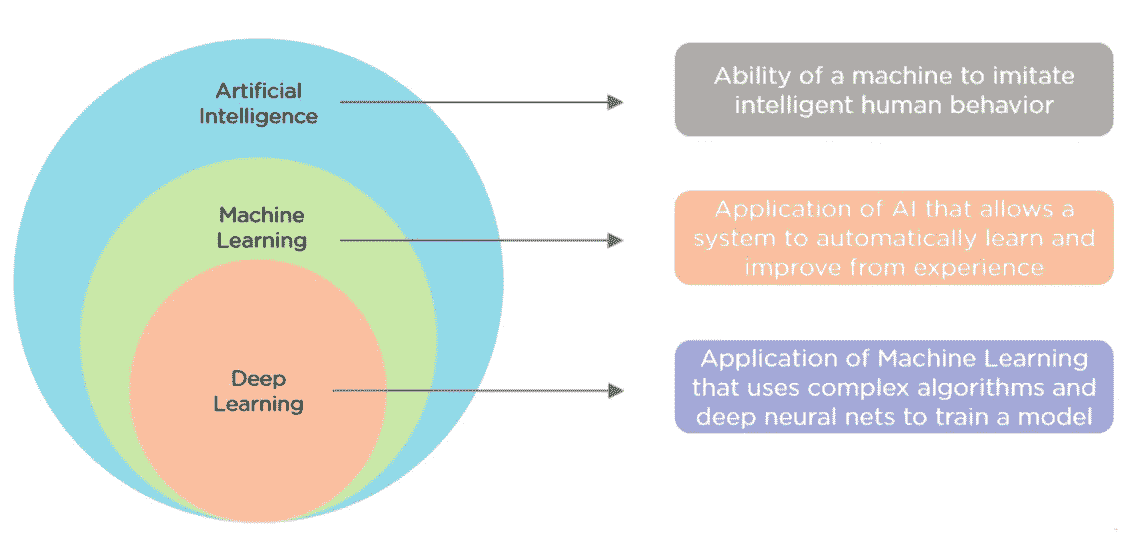 Artificial
Intelligence
Ability of a machine to imitate
intelligent human behavior
Machine
Learning
Application of AI that allows a
system to automatically learn and
improve from experience
Deep
Learning
Application of Machine Learning
that uses complex algorithms and
deep neural nets to train a model